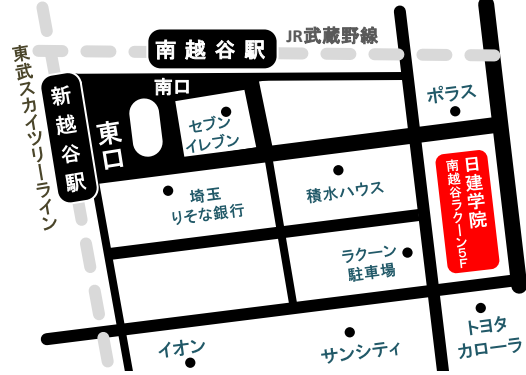 南越谷駅
JR武蔵野線
東武スカイツリーライン
新越谷駅
南口
東口
セブン
イレブン
ポラス
埼玉
りそな銀行
積水ハウス
日建学院
南越谷ラクーン5F
ラクーン
駐車場
イオン
サンシティ
トヨタ
カローラ